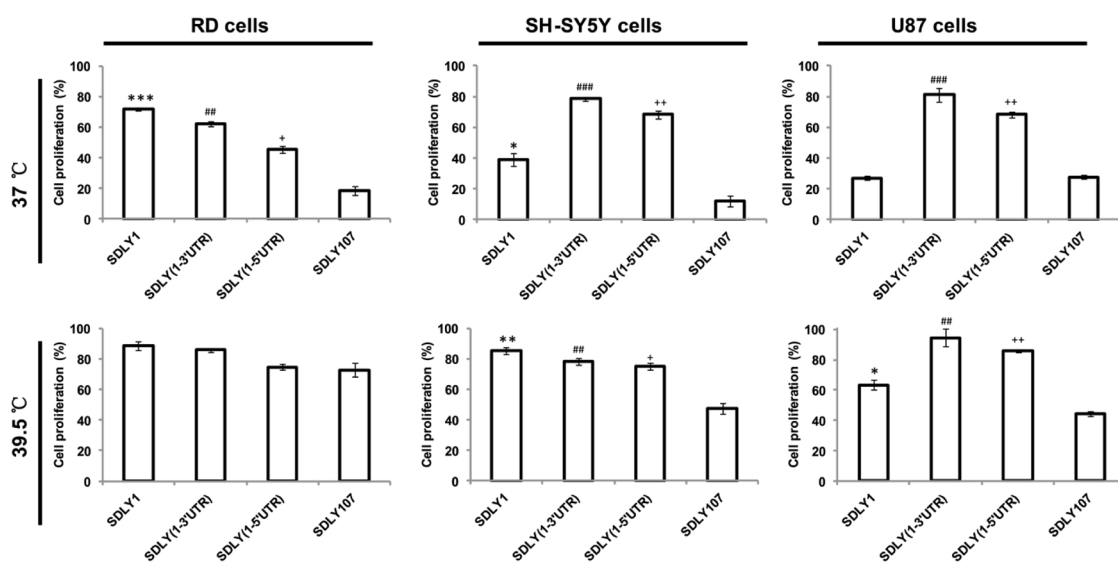 RD cells
SH-SY5Y cells
U87 cells
37 ℃
Cell proliferation (%)
100
80
60
40
20
0
***
##
+
SDLY1
SDLY(1-3'UTR)
SDLY(1-5'UTR)
SDLY107
Cell proliferation (%)
100
80
60
40
20
0
*
###
++
SDLY1
SDLY(1-3'UTR)
SDLY(1-5'UTR)
SDLY107
Cell proliferation (%)
100
80
60
40
20
0
###
++
SDLY1
SDLY(1-3'UTR)
SDLY(1-5'UTR)
SDLY107
39.5 ℃
Cell proliferation (%)
100
80
60
40
20
0
SDLY1
SDLY(1-3'UTR)
SDLY(1-5'UTR)
SDLY107
Cell proliferation (%)
100
80
60
40
20
0
**
##
+
SDLY1
SDLY(1-3'UTR)
SDLY(1-5'UTR)
SDLY107
Cell proliferation (%)
100
80
60
40
20
0
*
##
++
SDLY1
SDLY(1-3'UTR)
SDLY(1-5'UTR)
SDLY107